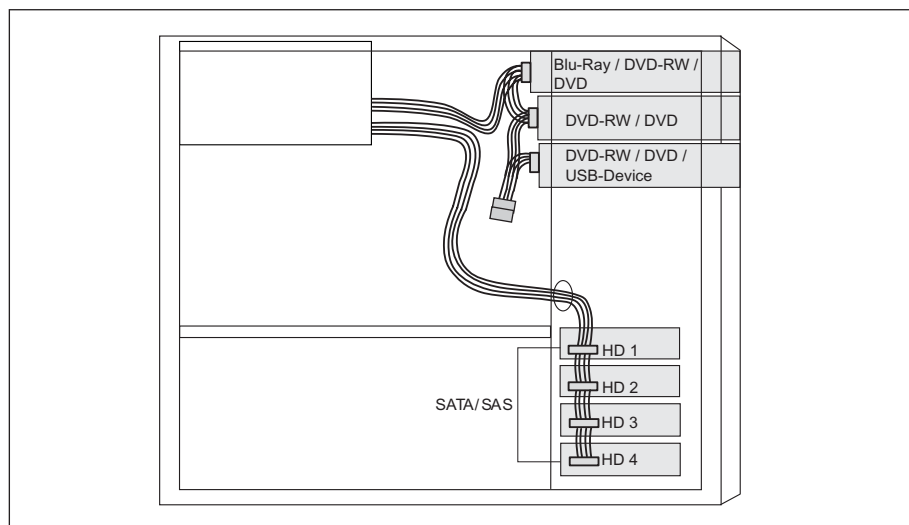 Blu-Ray / DVD-RW /
DVD
DVD-RW / DVD
DVD-RW / DVD /
USB-Device
HD 1
HD 2
SATA/SAS
HD 3
HD 4